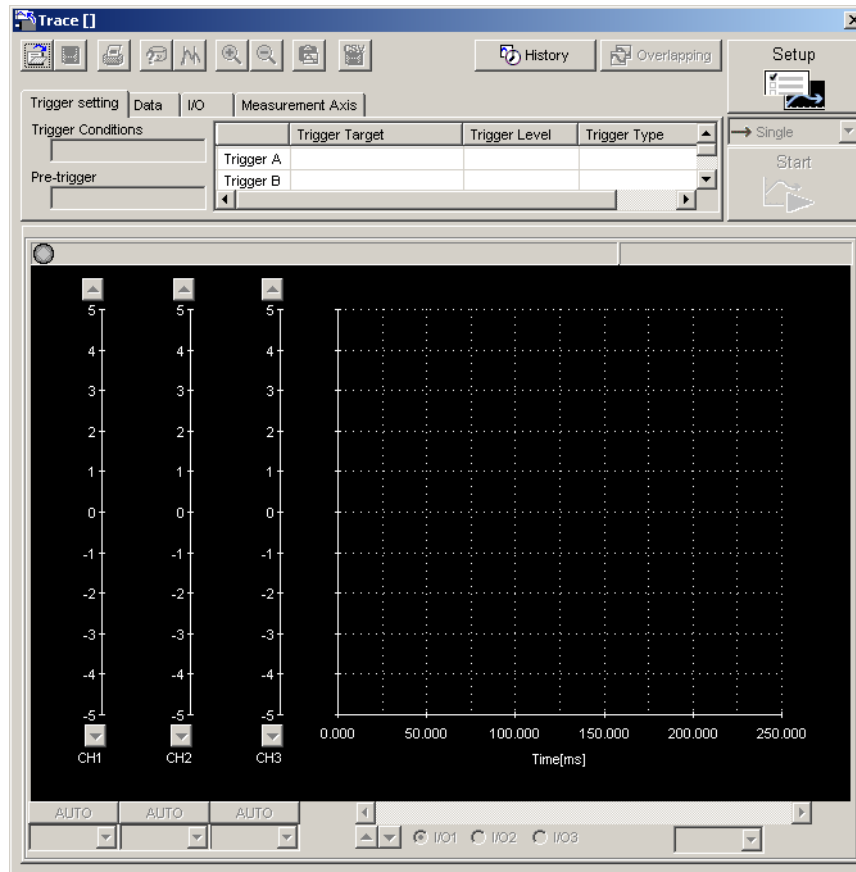 Trace []
CSV
History
Overlapping
Setup
Trigger setting Data I/O Measurement Axis
Trigger Conditions
Pre-trigger
Trigger Target Trigger Level Trigger Type
Trigger A
Trigger B
Single
Start
5 5 5
4 4 4
3 3 3
2 2 2
1 1 1
0 0 0
-1 -1 -1
-2 -2 -2
-3 -3 -3
-4 -4 -4
-5 -5 -5
CH1 CH2 CH3
0.000 50.000 100.000 150.000 200.000 250.000
Time[ms]
AUTO AUTO AUTO
I/O1 I/O2 I/O3